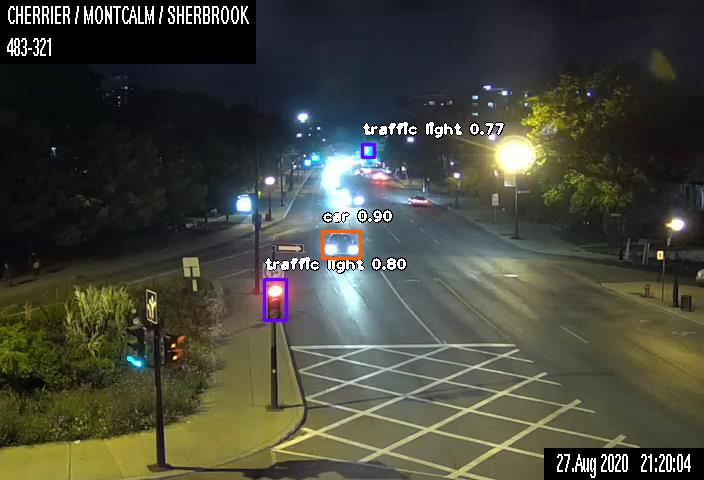 CHERRIER / MONTCALM / SHERBROOK
483-321
traffic light 0.77
car 0.90
traffic light 0.80
27.Aug 2020 21:20:04